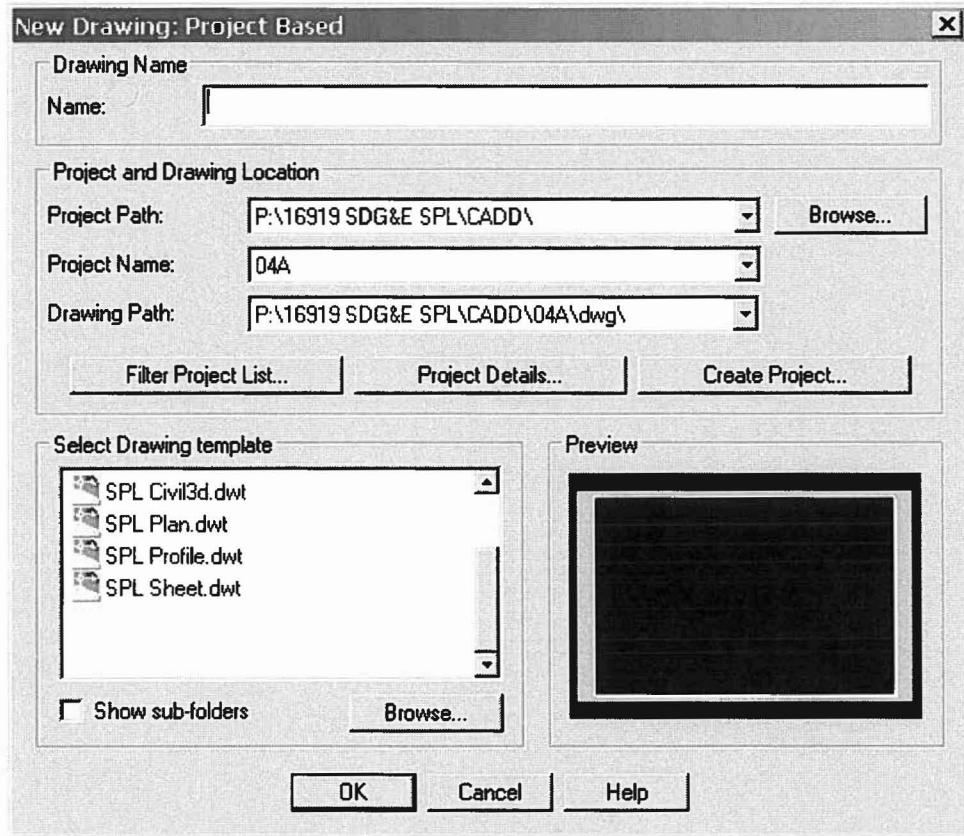 New Drawing: Project Based
Drawing Name
Name:
Project and Drawing Location
Project Path: P:\16919 SDG&E SPL\CADD\ Browse...
Project Name: 04A
Drawing Path: P:\16919 SDG&E SPL\CADD\04A\dwg\
Filter Project List... Project Details... Create Project...
Select Drawing template Preview
SPL Civil3d.dwt
SPL Plan.dwt
SPL Profile.dwt
SPL Sheet.dwt
Show sub-folders Browse...
OK Cancel Help